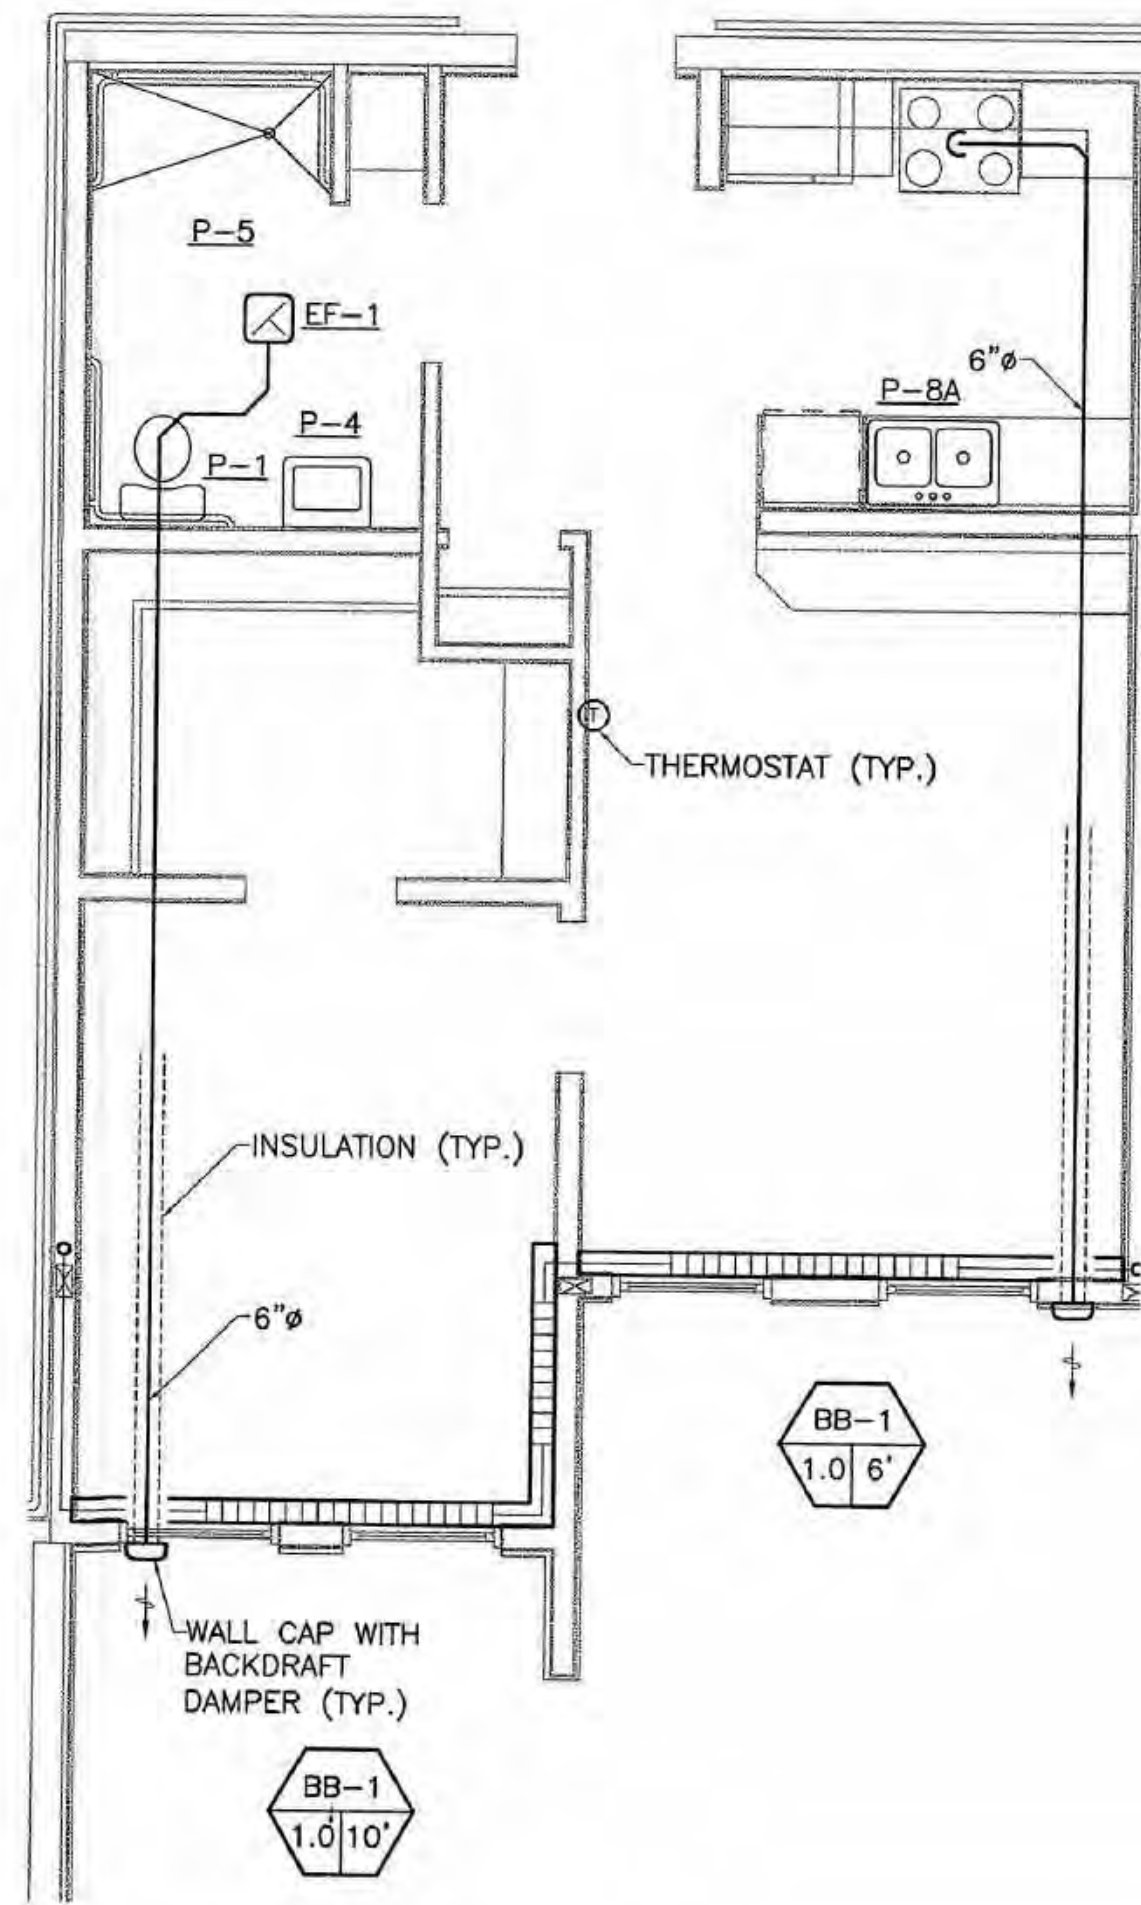 P-5
EF-1
6"ø
P-8A
P-4
P-1
T
THERMOSTAT (TYP.)
INSULATION (TYP.)
6"ø
BB-1
1.0 6'
WALL CAP WITH
BACKDRAFT
DAMPER (TYP.)
BB-1
1.0' 10'